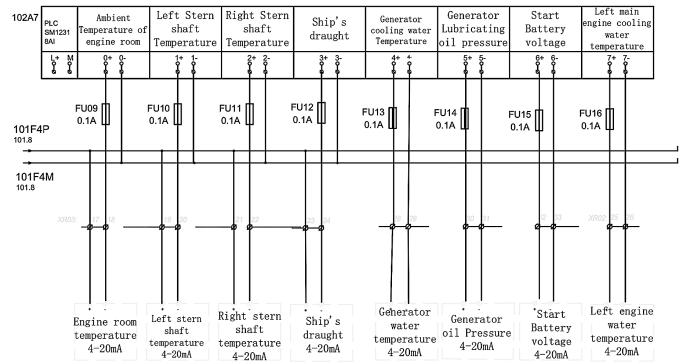 102A7
PLC
SM1231
8AI
Ambient
Temperature of
engine room
Left Stern
shaft
Temperature
Right Stern
shaft
Temperature
Ship's
draught
Generator
cooling water
Temperature
Generator
Lubricating
oil pressure
Start
Battery
voltage
Left main
engine cooling
water
temperature
L+ M 0+ 0- 1+ 1- 2+ 2- 3+ 3- 4+ 5+ 5- 6+ 6- 7+ 7-
FU09
0.1A
FU10
0.1A
FU11
0.1A
FU12
0.1A
FU13
0.1A
FU14
0.1A
FU15
0.1A
FU16
0.1A
101F4P
101.8
101F4M
101.8
+ -
Engine room
temperature
4-20mA
+ -
Left stern
shaft
temperature
4-20mA
+ -
Right stern
shaft
temperature
4-20mA
+ -
Ship's
draught
4-20mA
Generator
water
temperature
4-20mA
+ -
Generator
oil Pressure
4-20mA
+ -
Start
Battery
voltage
4-20mA
Left engine
water
temperature
4-20mA